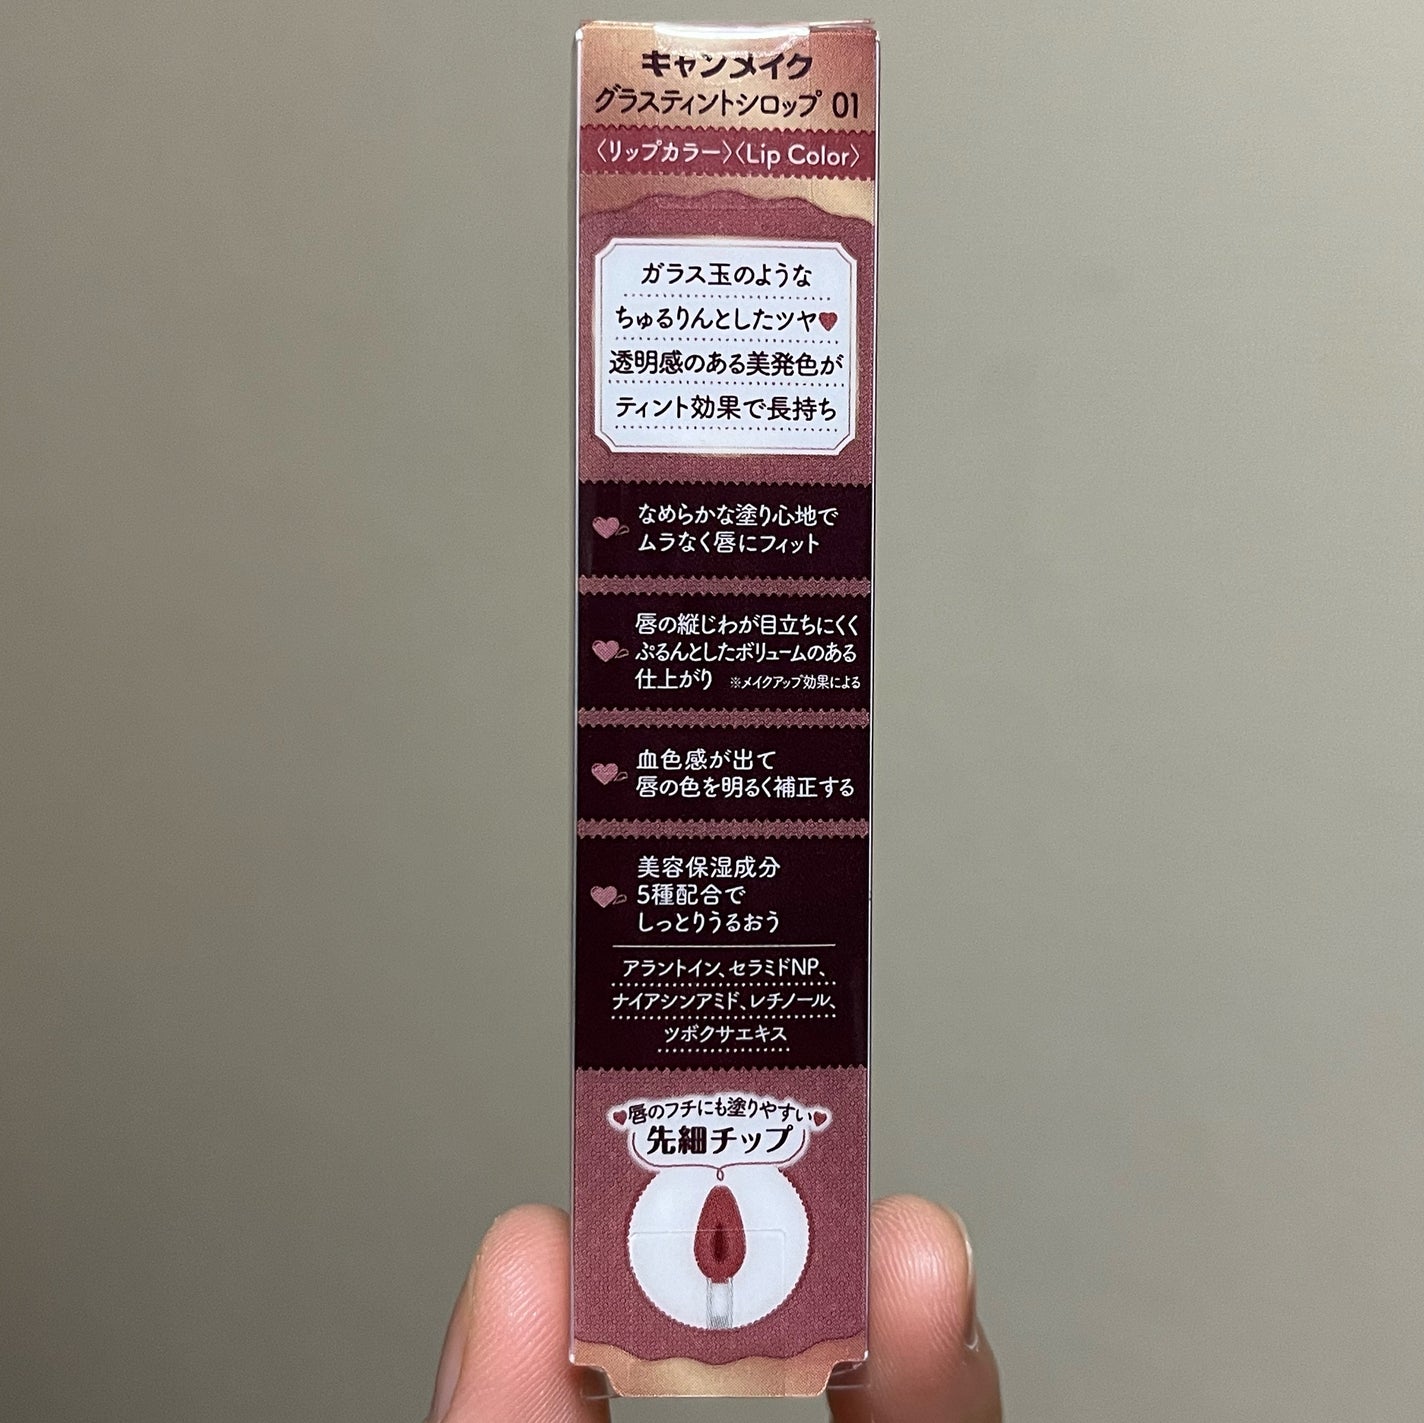 キャンメイク
グラスティントシロップ 01
〈リップカラー〉〈Lip Color〉
ガラス玉のような
ちゅるりんとしたツヤ♥
透明感のある美発色が
ティント効果で長持ち
なめらかな塗り心地で
ムラなく唇にフィット
唇の縦じわが目立ちにくく
ぷるんとしたボリュームのある
仕上がり ※メイクアップ効果による
血色感が出て
唇の色を明るく補正する
美容保湿成分
5種配合で
しっとりうるおう
アラントイン、セラミドNP、
ナイアシンアミド、レチノール、
ツボクサエキス
♥唇のフチにも塗りやすい♥
先細チップ